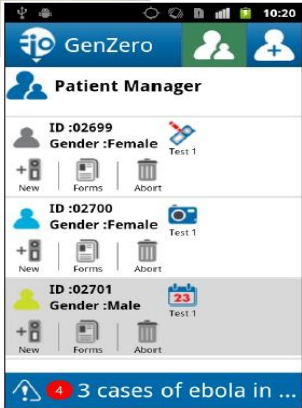 10:20
GenZero
Patient Manager
ID :02699
Gender :Female
Test 1
New Forms Abort
ID :02700
Gender :Female
Test 1
New Forms Abort
ID :02701
Gender :Male
23
Test 1
New Forms Abort
4 3 cases of ebola in ...